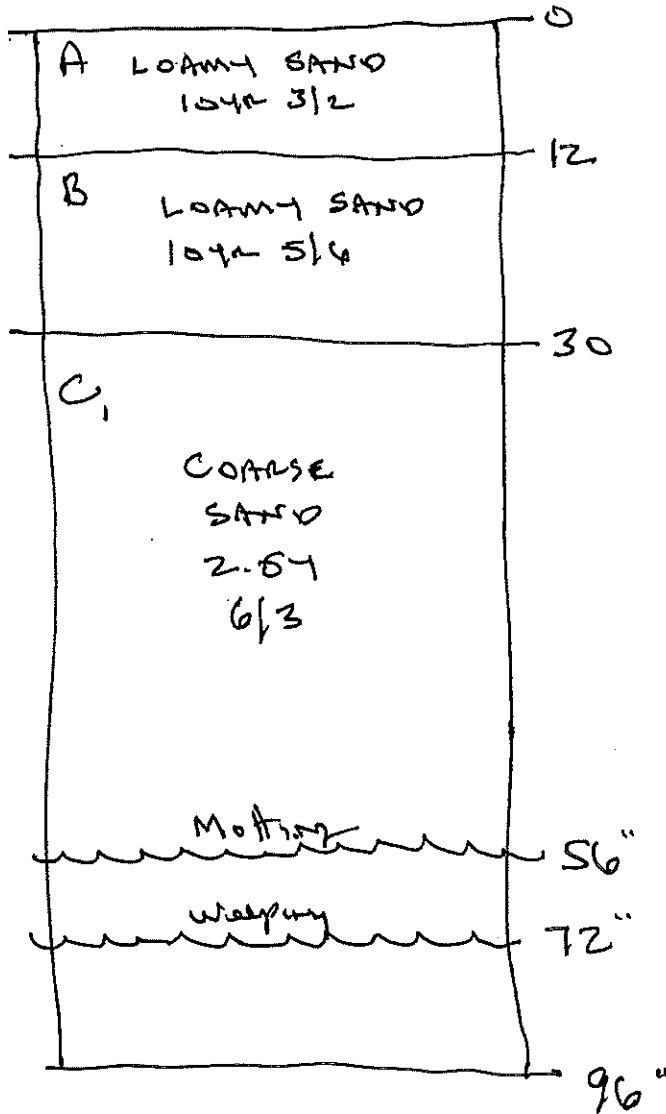 0
A LOAMY SAND
10YR 3/2
12
B LOAMY SAND
10YR 5/6
30
C1
COARSE
SAND
2.5Y
6/3
Mottling
56"
Weeping
72"
96"